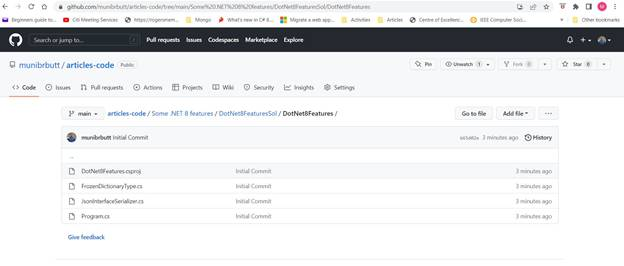 github.com/munibrbutt/articles-code/tree/main/Some%20.NET%208%20features/DotNet8FeaturesSol/DotNet8Features
Beginners guide to... Citi Meeting Services https://rogeronsem... Mongo What's new in C# 8... Migrate a web app... Activities Articles Centre of Excellenc... IEEE Computer Soci... Other bookmarks
Search or jump to... / Pull requests Issues Codespaces Marketplace Explore
munibrbutt / articles-code Public Pin Unwatch 1 Fork 0 Star 0
Code Issues Pull requests Actions Projects Wiki Security Insights Settings
main articles-code / Some .NET 8 features / DotNet8FeaturesSol / DotNet8Features / Go to file Add file ...
munibrbutt Initial Commit 3 minutes ago History
..
DotNet8Features.csproj Initial Commit 3 minutes ago
FrozenDictionaryType.cs Initial Commit 3 minutes ago
JsonInterfaceSerializer.cs Initial Commit 3 minutes ago
Program.cs Initial Commit 3 minutes ago
Give feedback